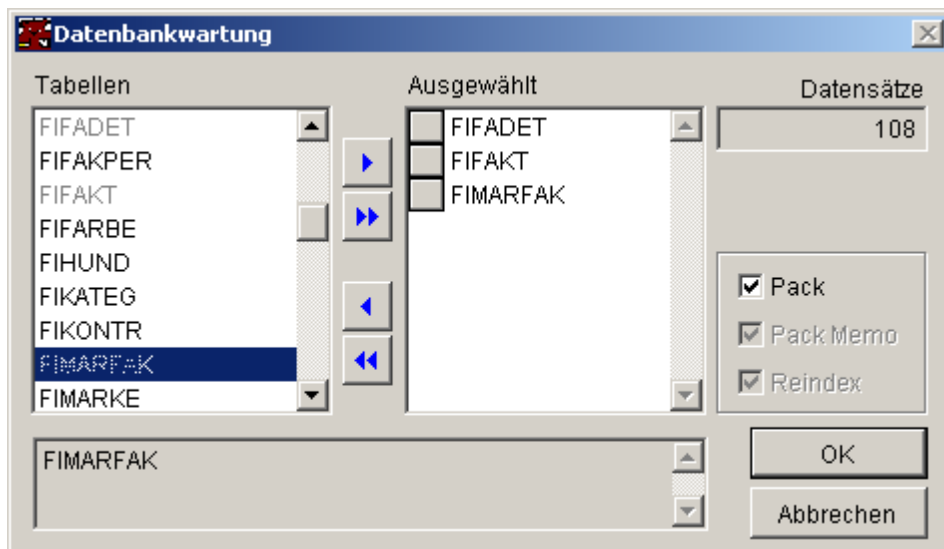 Datenbankwartung
Tabellen
FIFADET
FIFAKPER
FIFAKT
FIFARBE
FIHUND
FIKATEG
FIKONTR
FIMARFAK
FIMARKE
Ausgewählt
FIFADET
FIFAKT
FIMARFAK
Datensätze
108
Pack
Pack Memo
Reindex
FIMARFAK
OK
Abbrechen